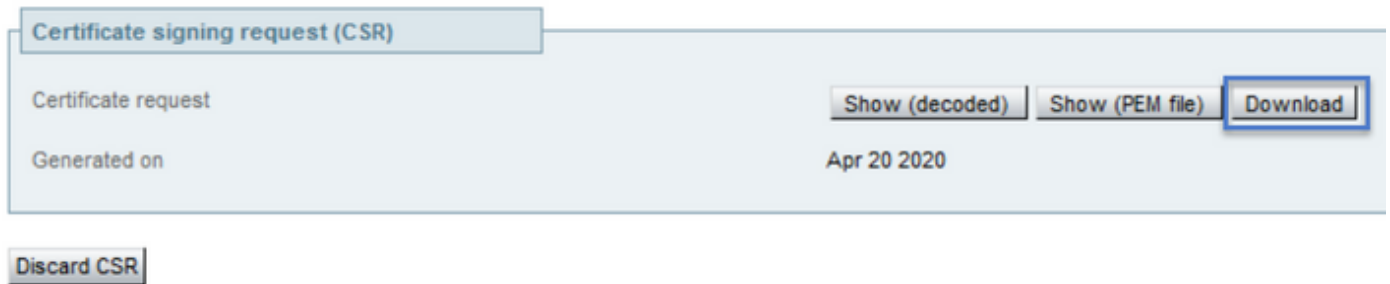 Certificate signing request (CSR)
Certificate request Show (decoded) Show (PEM file) Download
Generated on Apr 20 2020
Discard CSR